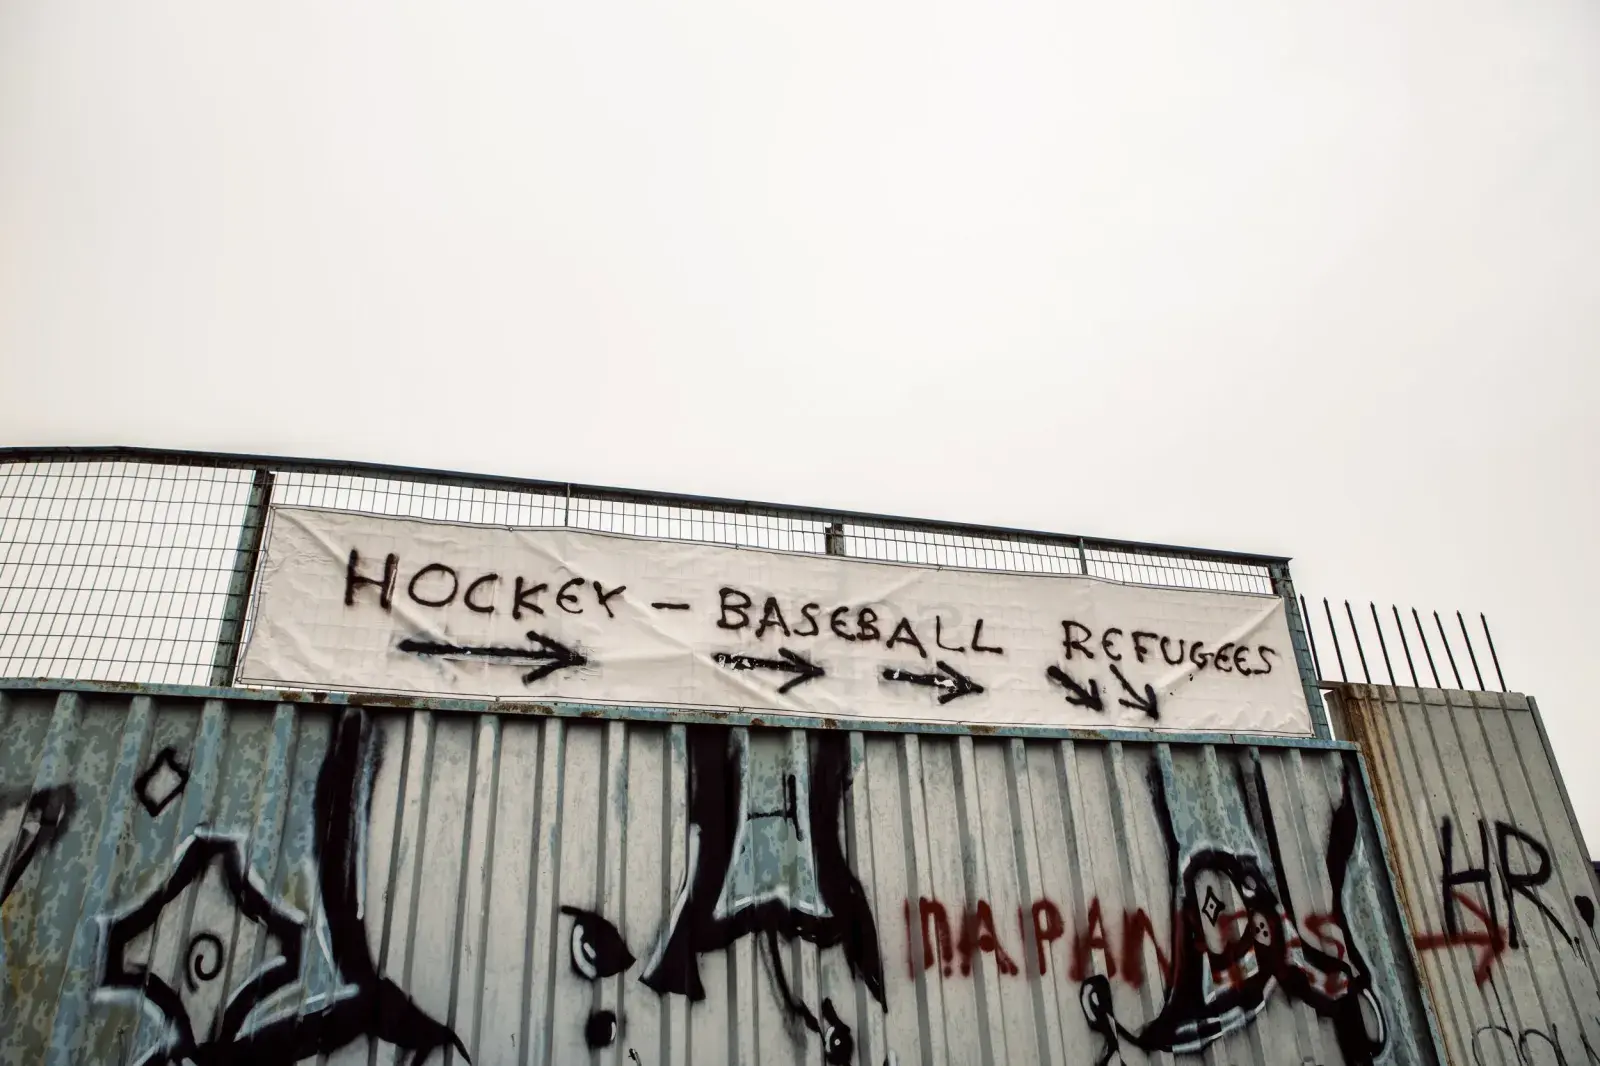 HOCKEY - BASEBALL REFUGEES
HR.